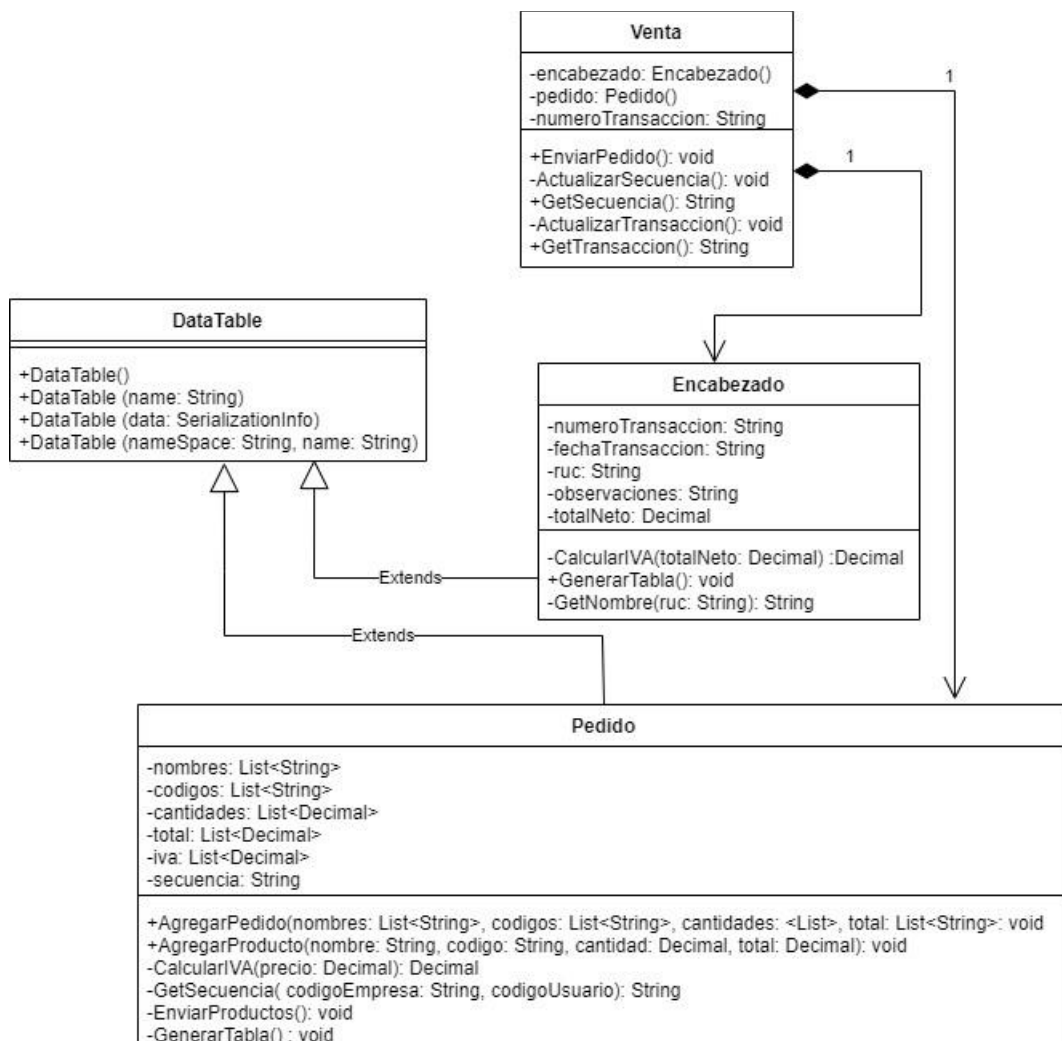 Venta
-encabezado: Encabezado()
-pedido: Pedido()
-numeroTransaccion: String
+EnviarPedido(): void
-ActualizarSecuencia(): void
+GetSecuencia(): String
-ActualizarTransaccion(): void
+GetTransaccion(): String
1
1
DataTable
+DataTable()
+DataTable (name: String)
+DataTable (data: SerializationInfo)
+DataTable (nameSpace: String, name: String)
Encabezado
-numeroTransaccion: String
-fechaTransaccion: String
-ruc: String
-observaciones: String
-totalNeto: Decimal
-CalcularIVA(totalNeto: Decimal) :Decimal
+GenerarTabla(): void
-GetNombre(ruc: String): String
Extends
Extends
Pedido
-nombres: List<String>
-codigos: List<String>
-cantidades: List<Decimal>
-total: List<Decimal>
-iva: List<Decimal>
-secuencia: String
+AgregarPedido(nombres: List<String>, codigos: List<String>, cantidades: <List>, total: List<String>: void
+AgregarProducto(nombre: String, codigo: String, cantidad: Decimal, total: Decimal): void
-CalcularIVA(precio: Decimal): Decimal
-GetSecuencia( codigoEmpresa: String, codigoUsuario): String
-EnviarProductos(): void
-GenerarTabla() : void